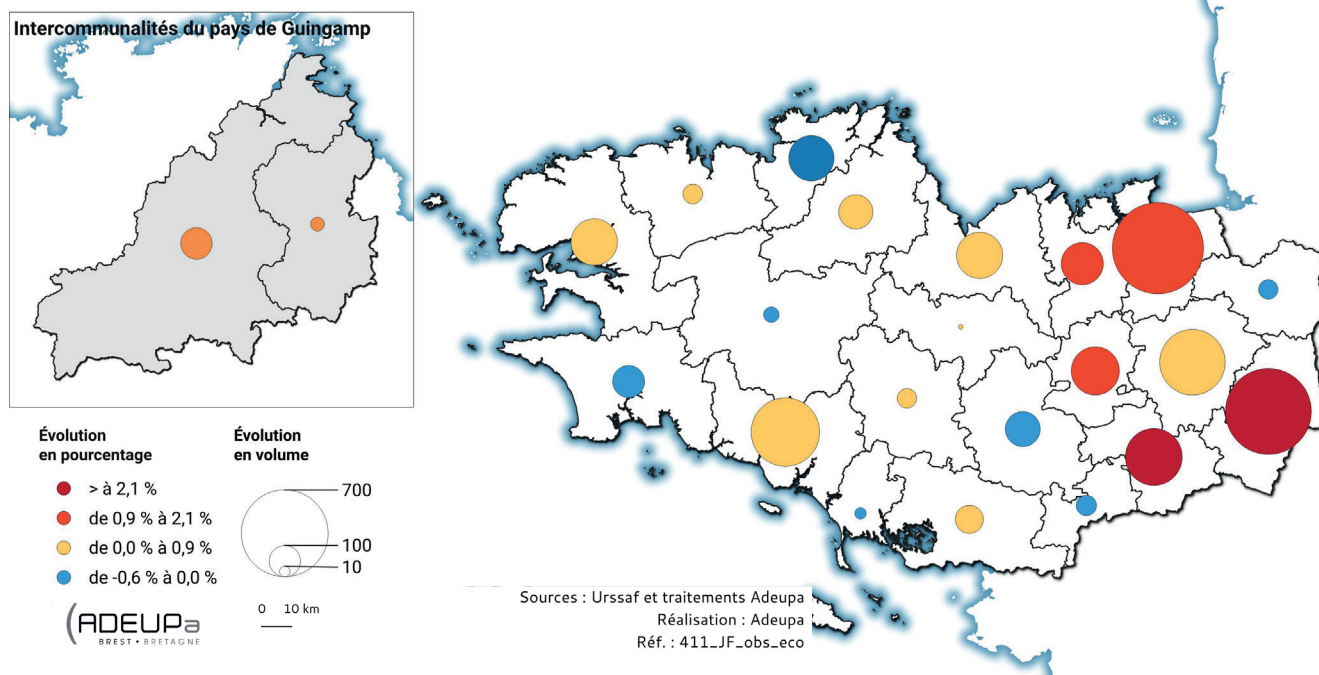 Intercommunalités du pays de Guingamp
Évolution
en pourcentage
> à 2,1 %
de 0,9 % à 2,1 %
de 0,0 % à 0,9 %
de -0,6 % à 0,0 %
Évolution
en volume
700
100
10
0 10 km
ADEUPa
BREST • BRETAGNE
Sources : Urssaf et traitements Adeupa
Réalisation : Adeupa
Réf. : 411_JF_obs_eco